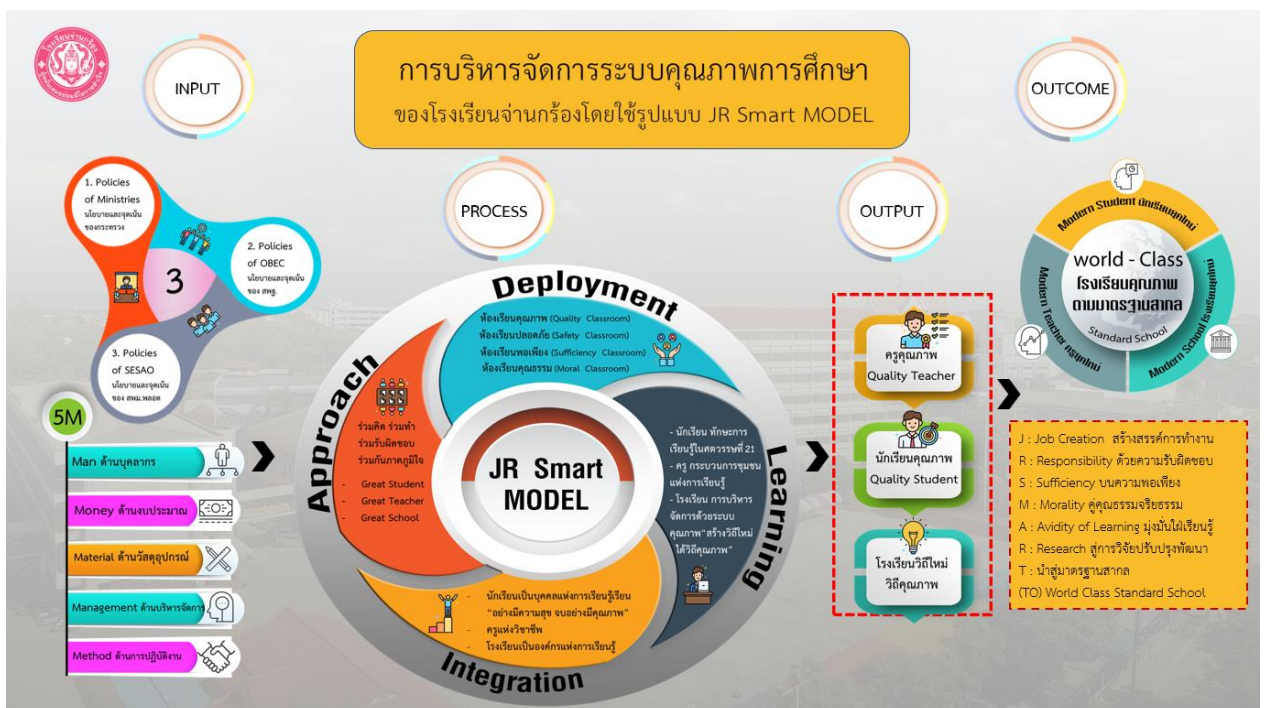 โรงเรียนจ่านกร้อง
INPUT
การบริหารจัดการระบบคุณภาพการศึกษา
ของโรงเรียนจ่านกร้องโดยใช้รูปแบบ JR Smart MODEL
OUTCOME
PROCESS
OUTPUT
1. Policies
of Ministries
นโยบายและจุดเน้น
ของกระทรวง
2. Policies
of OBEC
นโยบายและจุดเน้น
ของ สพฐ.
3
3. Policies
of SESAO
นโยบายและจุดเน้น
ของ สพม.พลอต
5M
Man ด้านบุคลากร
Money ด้านงบประมาณ
Material ด้านวัสดุอุปกรณ์
Management ด้านบริหารจัดการ
Method ด้านการปฏิบัติงาน
Deployment
ห้องเรียนคุณภาพ (Quality Classroom)
ห้องเรียนปลอดภัย (Safety Classroom)
ห้องเรียนพอเพียง (Sufficiency Classroom)
ห้องเรียนคุณธรรม (Moral Classroom)
Approach
ร่วมคิด ร่วมทำ
ร่วมรับผิดชอบ
ร่วมกันภาคภูมิใจ
- Great Student
- Great Teacher
- Great School
JR Smart
MODEL
Learning
- นักเรียน ทักษะการ
เรียนรู้ในศตวรรษที่ 21
- ครู กระบวนการชุมชน
แห่งการเรียนรู้
- โรงเรียน การบริหาร
จัดการด้วยระบบ
คุณภาพ"สร้างวิถีใหม่
ได้วิถีคุณภาพ"
- นักเรียนเป็นบุคคลแห่งการเรียนรู้เรียน
"อย่างมีความสุข จบอย่างมีคุณภาพ"
- ครูแห่งวิชาชีพ
- โรงเรียนเป็นองค์กรแห่งการเรียนรู้
Integration
ครูคุณภาพ
Quality Teacher
นักเรียนคุณภาพ
Quality Student
โรงเรียนวิถีใหม่
วิถีคุณภาพ
Modern Student นักเรียนยุคใหม่
Modern Teacher ครูยุคใหม่
Modern School โรงเรียนยุคใหม่
world - Class
โรงเรียนคุณภาพ
ตามมาตรฐานสากล
Standard School
J : Job Creation สร้างสรรค์การทำงาน
R : Responsibility ด้วยความรับผิดชอบ
S : Sufficiency บนความพอเพียง
M : Morality คู่คุณธรรมจริยธรรม
A : Avidity of Learning มุ่งมั่นใฝ่เรียนรู้
R : Research สู่การวิจัยปรับปรุงพัฒนา
T : นำสู่มาตรฐานสากล
(TO) World Class Standard School